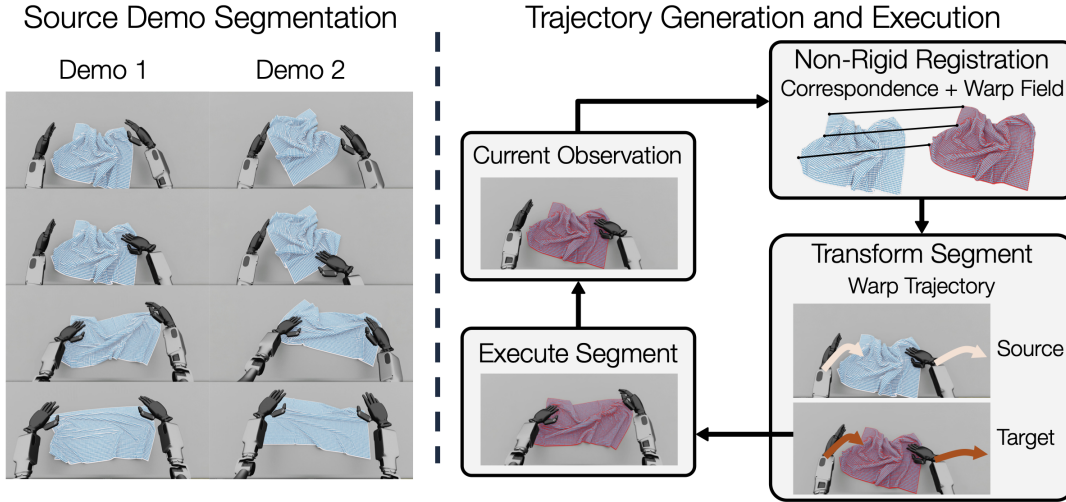 Source Demo Segmentation
Demo 1
Demo 2
Trajectory Generation and Execution
Current Observation
Non-Rigid Registration
Correspondence + Warp Field
Transform Segment
Warp Trajectory
Source
Target
Execute Segment